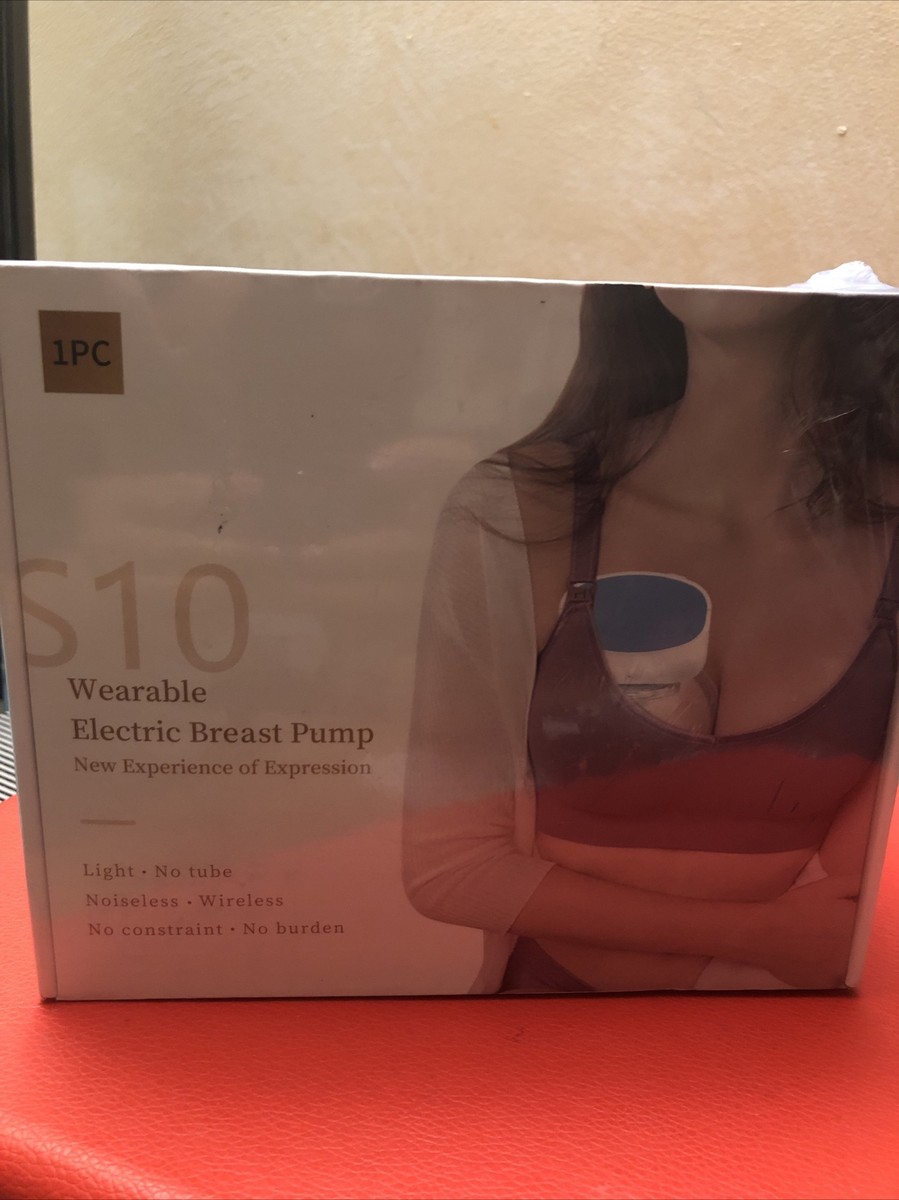 1PC
S10
Wearable
Electric Breast Pump
New Experience of Expression
Light · No tube
Noiseless · Wireless
No constraint · No burden